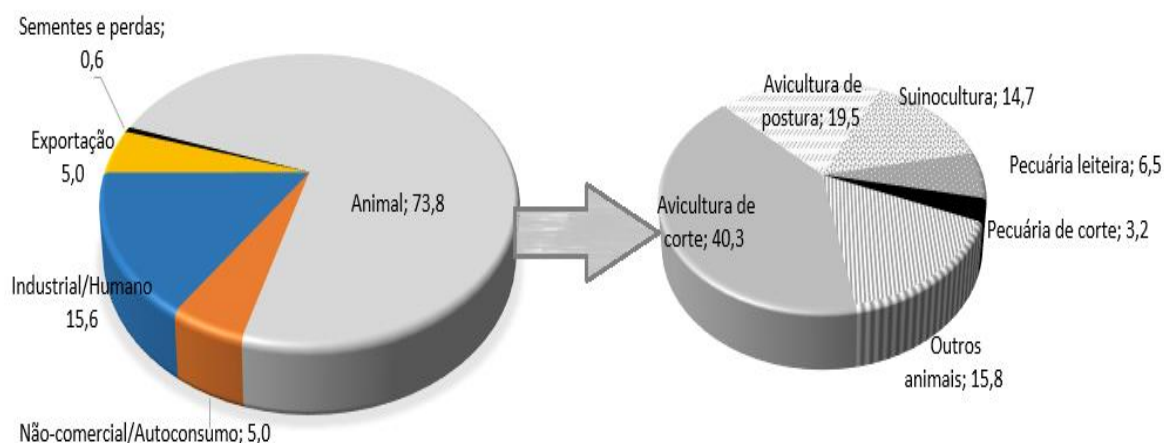 Sementes e perdas;
0,6
Exportação
5,0
Industrial/Humano
15,6
Não-comercial/Autoconsumo; 5,0
Animal; 73,8
Avicultura de
postura; 19,5
Suinocultura; 14,7
Pecuária leiteira; 6,5
Pecuária de corte; 3,2
Avicultura de
corte; 40,3
Outros
animais; 15,8